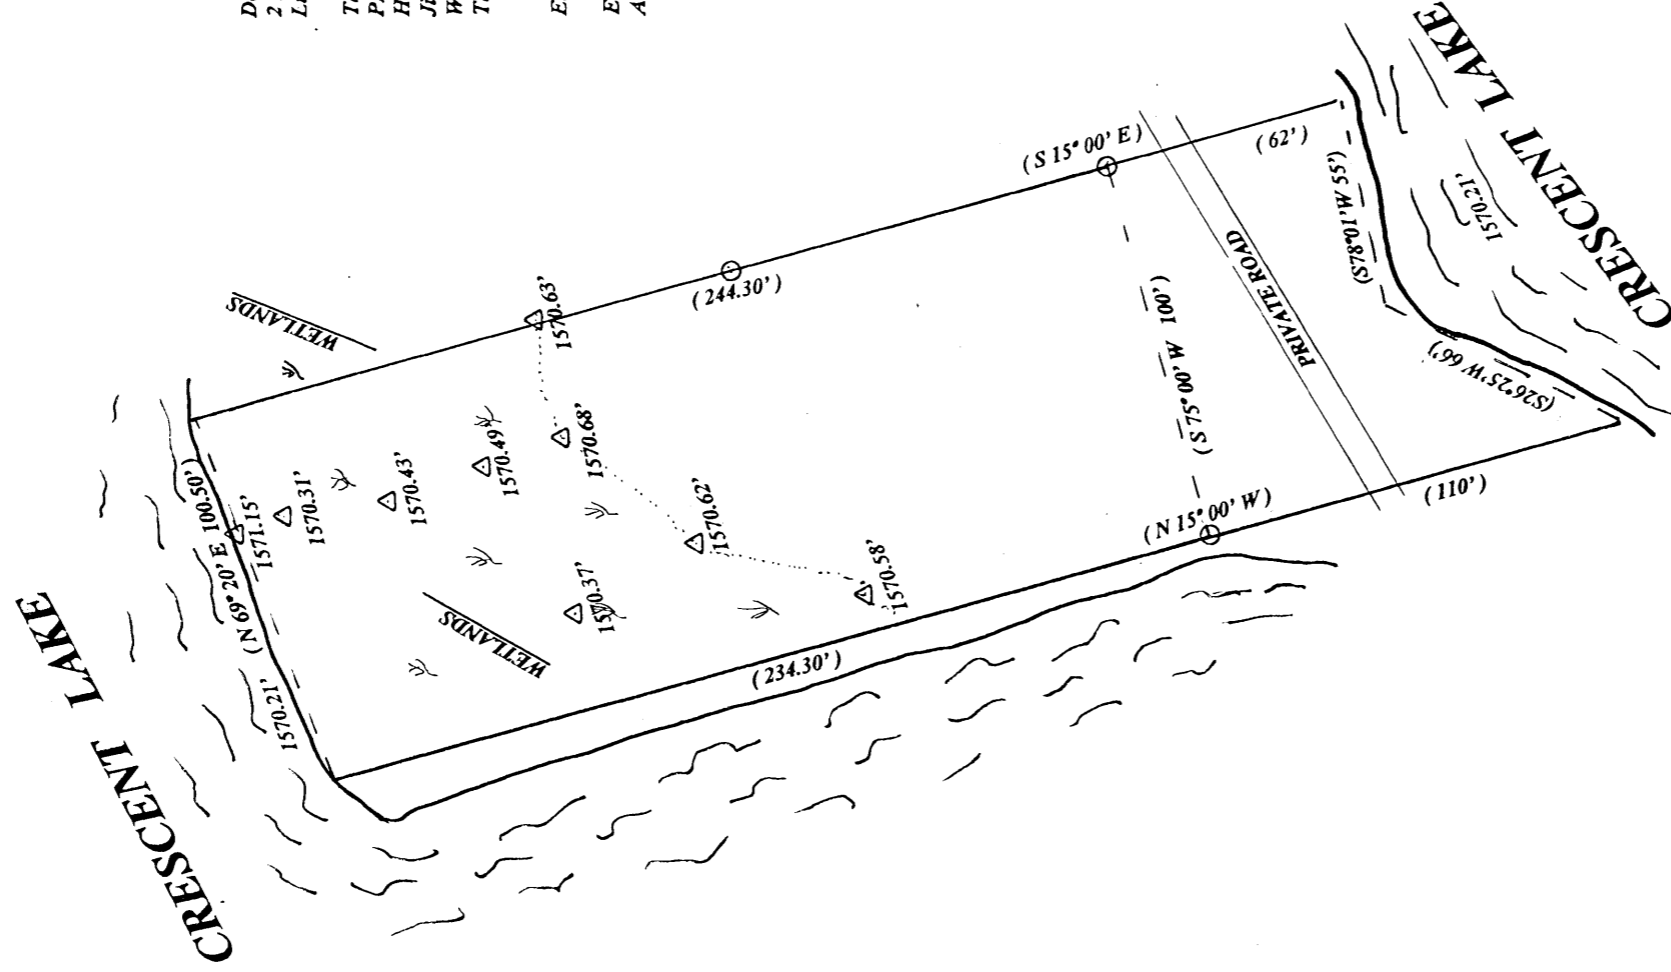 CRESCENT LAKE
1570.21'
(N 69° 20' E 100.50')
1571.15'
1570.31'
1570.43'
1570.49'
1570.68'
1570.63'
1570.62'
1570.37'
1570.58'
WETLANDS
WETLANDS
(244.30')
(234.30')
(S 15° 00' E)
(N 15° 00' W)
(S 75° 00' W 100')
PRIVATE ROAD
(62')
(110')
(S78°01'W 55')
(S26°25'W 66')
1570.21'
CRESCENT LAKE